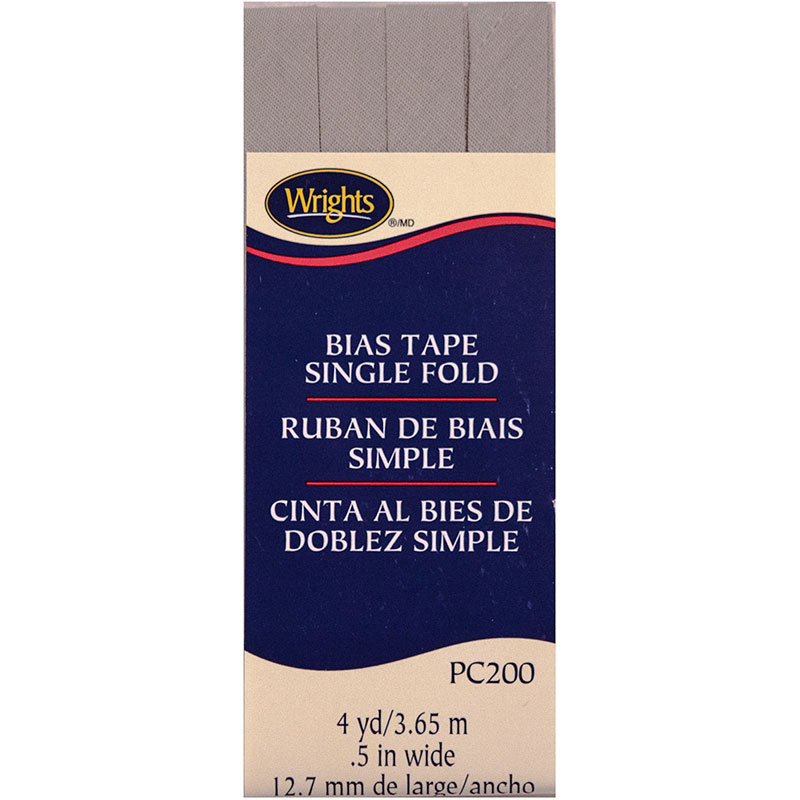 Wrights
®/MD
BIAS TAPE
SINGLE FOLD
RUBAN DE BIAIS
SIMPLE
CINTA AL BIES DE
DOBLEZ SIMPLE
PC200
4 yd/3.65 m
.5 in wide
12.7 mm de large/ancho